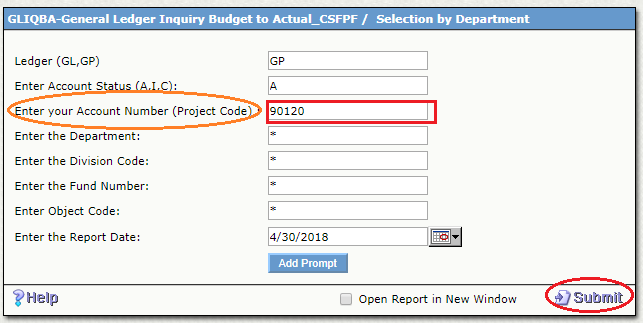 GLIQBA-General Ledger Inquiry Budget to Actual_CSFPF / Selection by Department
Ledger (GL,GP) GP
Enter Account Status (A,I,C): A
Enter your Account Number (Project Code) : 90120
Enter the Department: *
Enter the Division Code: *
Enter the Fund Number: *
Enter Object Code: *
Enter the Report Date: 4/30/2018
Add Prompt
?Help Open Report in New Window Submit